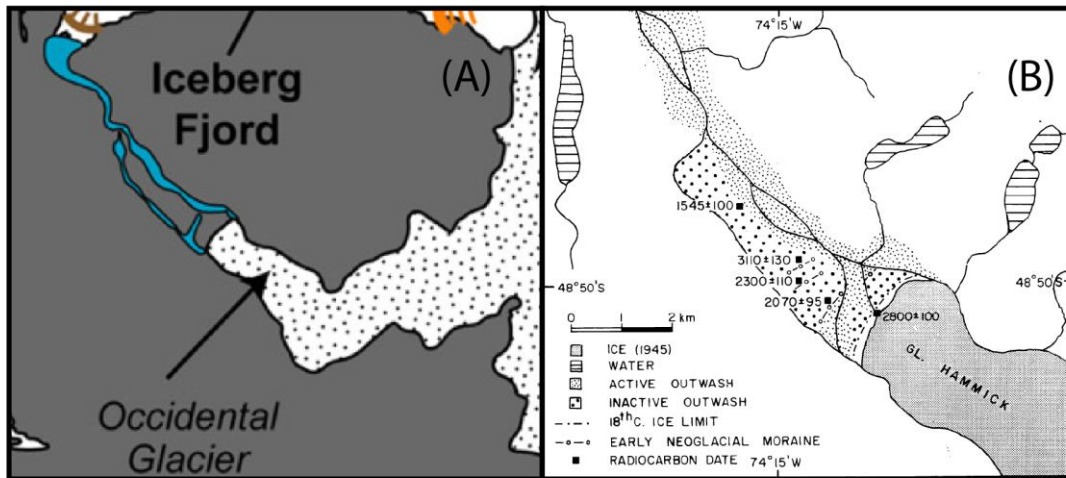 (A)
Iceberg
Fjord
Occidental
Glacier
74°15'W
(B)
1545±100
3110±130
2300±110
2070±95
2800±100
48°50'S
48°50'S
GL. HAMMICK
0 1 2 km
ICE (1945)
WATER
ACTIVE OUTWASH
INACTIVE OUTWASH
18th C. ICE LIMIT
EARLY NEOGLACIAL MORAINE
RADIOCARBON DATE
74°15'W